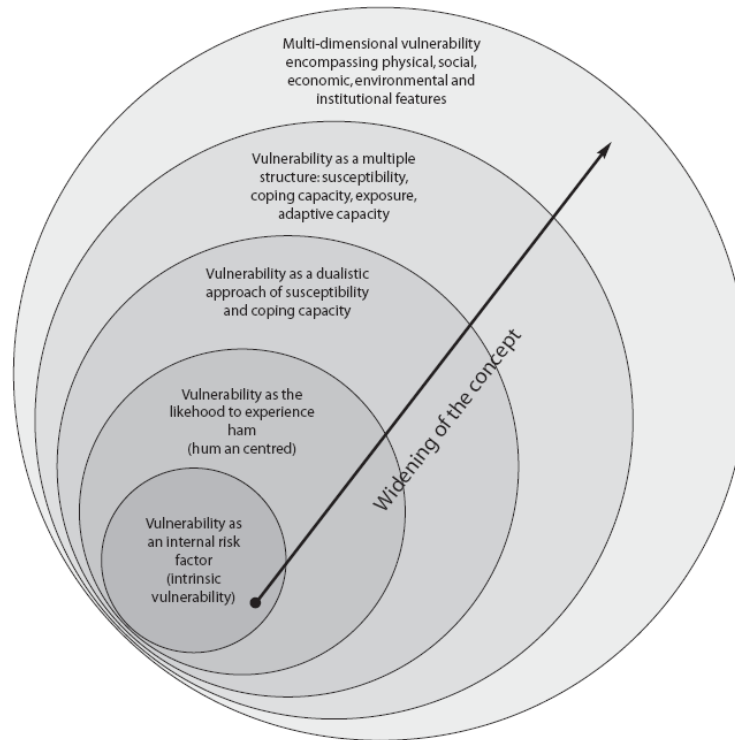 Multi-dimensional vulnerability
encompassing physical, social,
economic, environmental and
institutional features
Vulnerability as a multiple
structure: susceptibility,
coping capacity, exposure,
adaptive capacity
Vulnerability as a dualistic
approach of susceptibility
and coping capacity
Widening of the concept
Vulnerability as the
likehood to experience
ham
(hum an centred)
Vulnerability as
an internal risk
factor
(intrinsic
vulnerability)